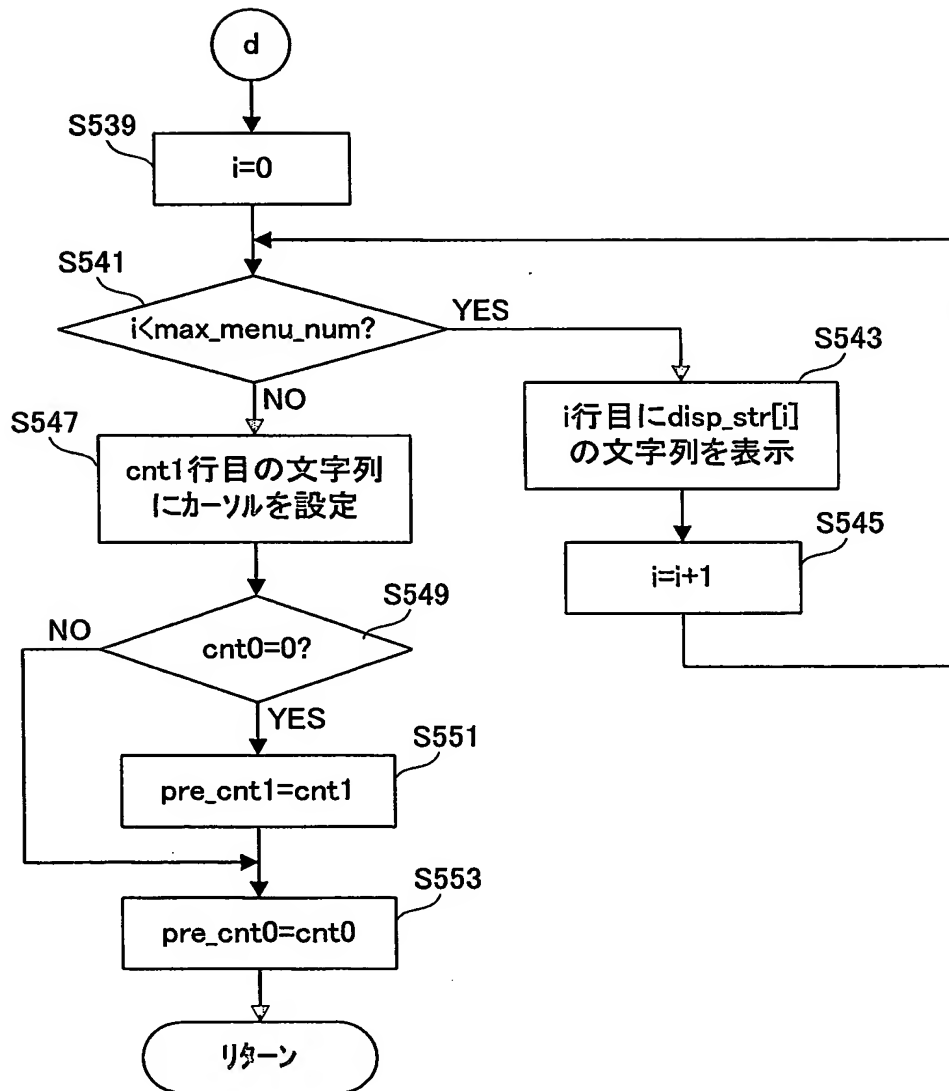 d
S539
i=0
S541
i<max_menu_num?
YES
NO
S543
i行目にdisp_str[i]
の文字列を表示
S545
i=i+1
S547
cnt1行目の文字列
にカーソルを設定
S549
cnt0=0?
NO
YES
S551
pre_cnt1=cnt1
S553
pre_cnt0=cnt0
リターン